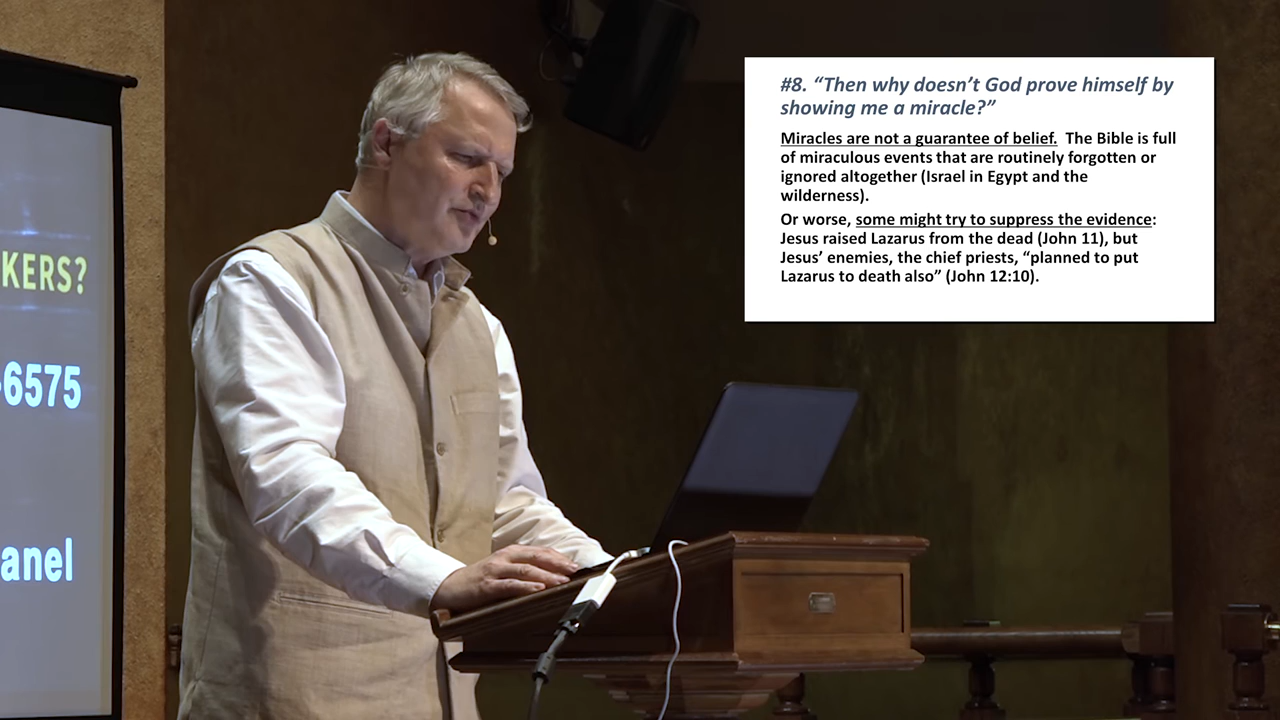 KERS?
-6575
anel
#8. “Then why doesn’t God prove himself by
showing me a miracle?”
Miracles are not a guarantee of belief. The Bible is full
of miraculous events that are routinely forgotten or
ignored altogether (Israel in Egypt and the
wilderness).
Or worse, some might try to suppress the evidence:
Jesus raised Lazarus from the dead (John 11), but
Jesus’ enemies, the chief priests, “planned to put
Lazarus to death also” (John 12:10).